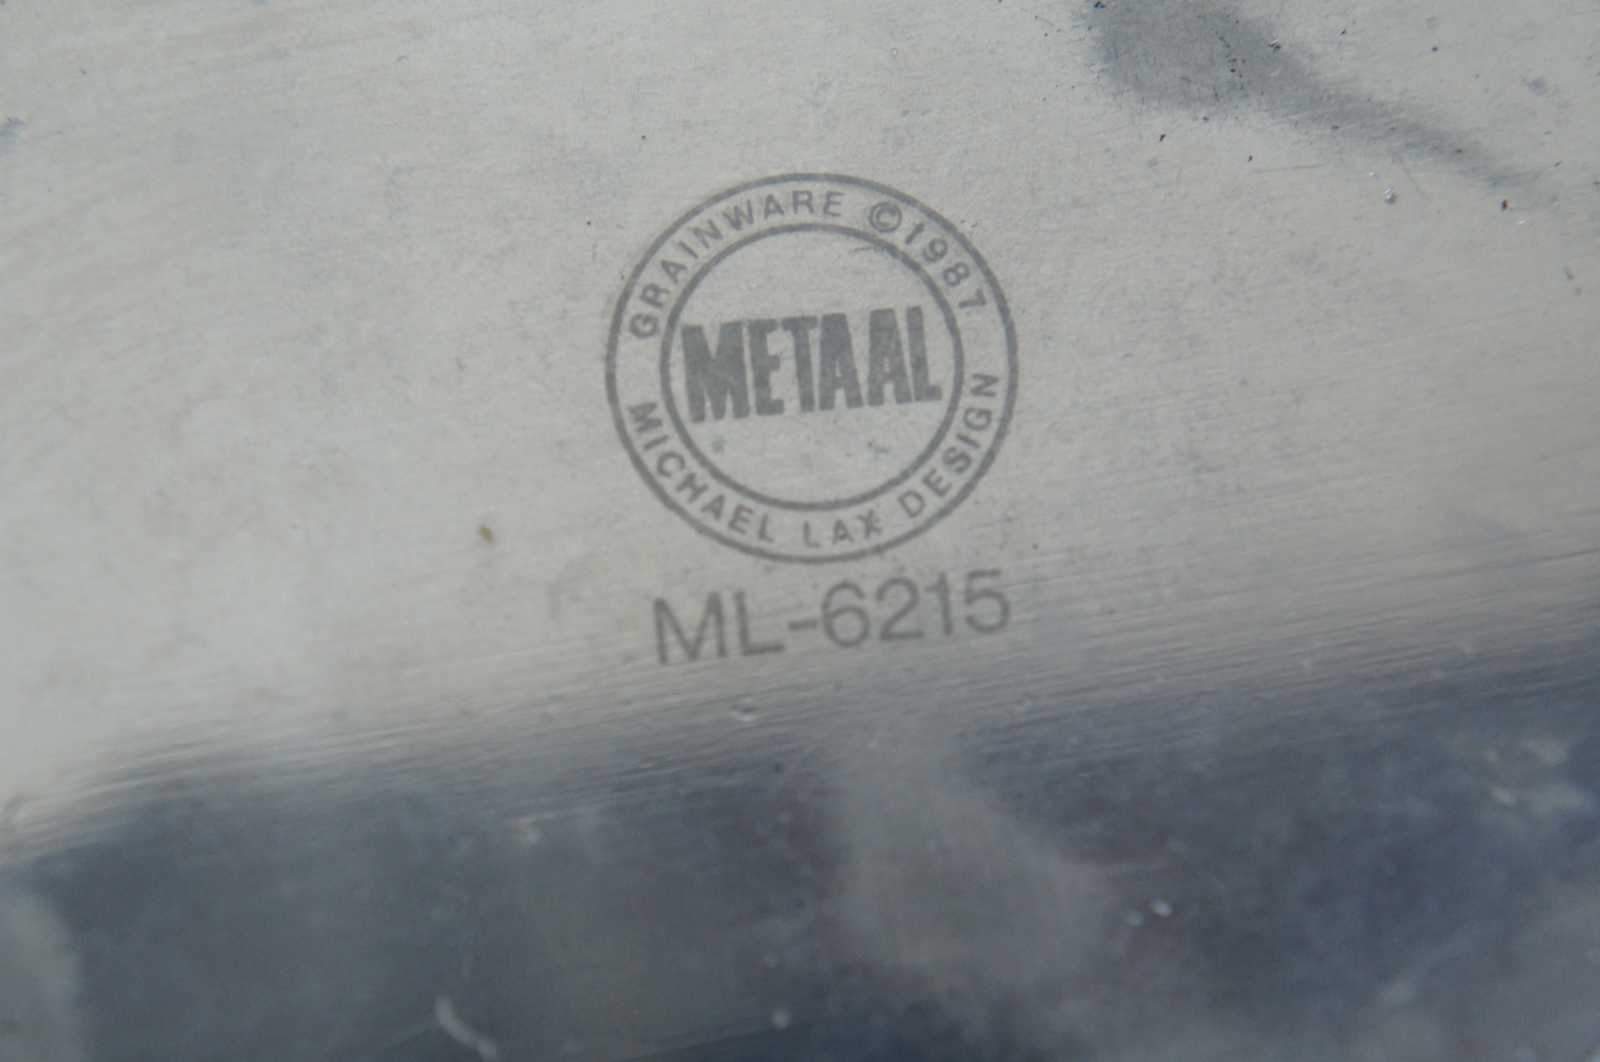 GRAINWARE ©1987
METAAL
MICHAEL LAX DESIGN
ML-6215